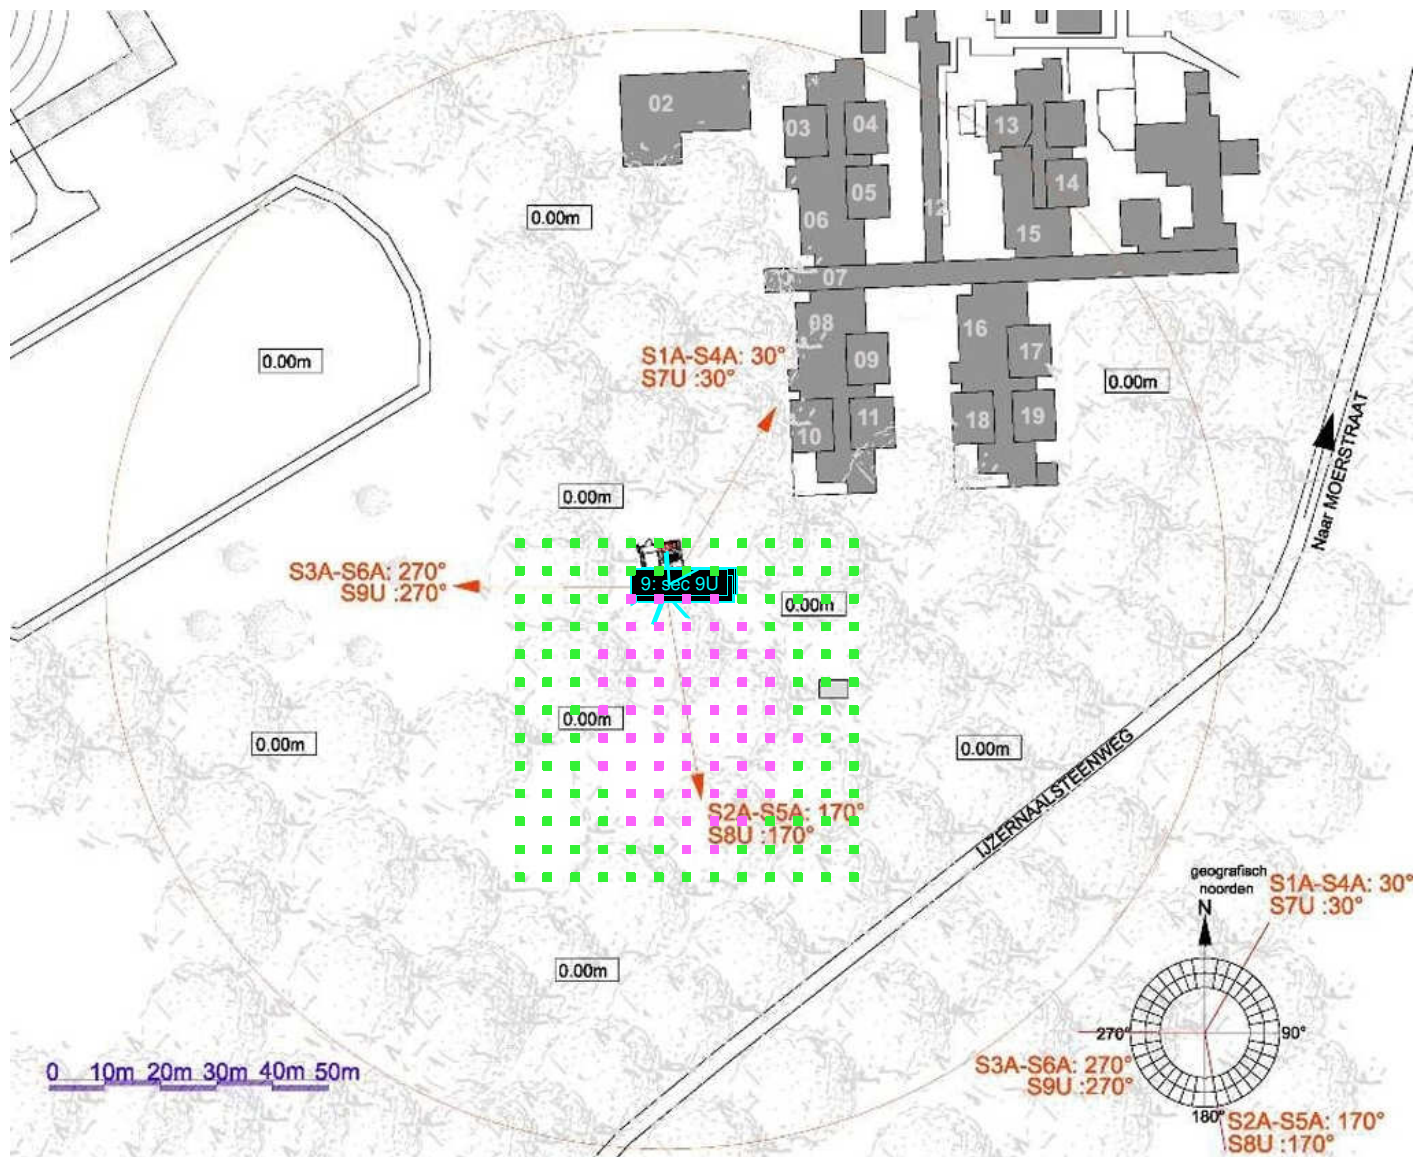 02
03
04
13
05
14
06
12
15
0.00m
07
08
16
S1A-S4A: 30°
S7U :30°
0.00m
09
17
0.00m
10
11
18
19
Naar MOERSTRAAT
0.00m
S3A-S6A: 270°
S9U :270°
9: sec 9U
0.00m
0.00m
0.00m
0.00m
IJZERNAALSTEENWEG
S2A-S5A: 170°
S8U :170°
geografisch
noorden
N
S1A-S4A: 30°
S7U :30°
0.00m
270°
90°
S3A-S6A: 270°
S9U :270°
180°
S2A-S5A: 170°
S8U :170°
0 10m 20m 30m 40m 50m